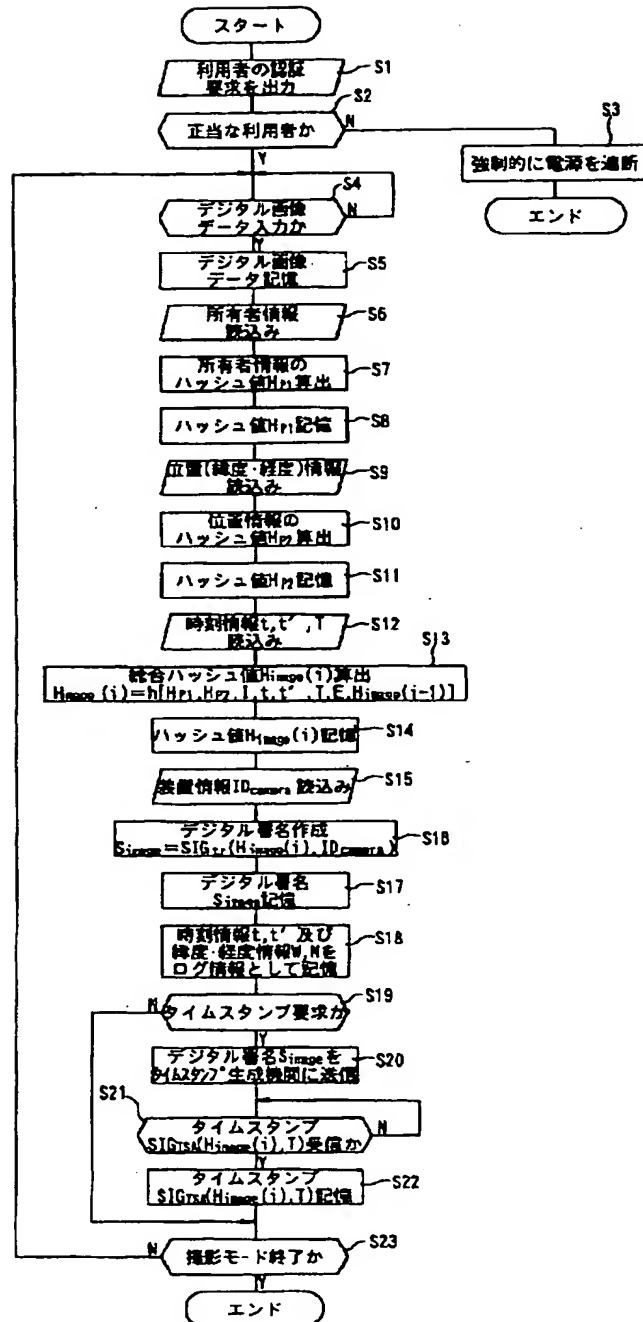 スタート
利用者の認証
要求を出力
S1
S2
正当な利用者か
N
Y
S3
強制的に電源を遮断
エンド
S4
デジタル画像
データ入力か
N
Y
デジタル画像
データ記憶
S5
所有者情報
読込み
S6
所有者情報の
ハッシュ値HP1算出
S7
ハッシュ値HP1記憶
S8
位置(緯度・経度)情報
読込み
S9
位置情報の
ハッシュ値HP2算出
S10
ハッシュ値HP2記憶
S11
時刻情報t,t',T
読込み
S12
S13
総合ハッシュ値Himage(i)算出
Himage(i)=h[HP1,HP2,I,t,t',T,E,Himage(i-1)]
ハッシュ値Himage(i)記憶
S14
装置情報IDcamera読込み
S15
デジタル署名作成
Simage=SIGtr(Himage(i),IDcamera)
S16
デジタル署名
Simage記憶
S17
時刻情報t,t'及び
緯度・経度情報W,Nを
ログ情報として記憶
S18
S19
N
タイムスタンプ要求か
Y
デジタル署名Simageを
タイムスタンプ生成機関に送信
S20
S21
タイムスタンプ
SIGTSA(Himage(i),T)受信か
N
Y
タイムスタンプ
SIGTSA(Himage(i),T)記憶
S22
N
撮影モード終了か
S23
Y
エンド